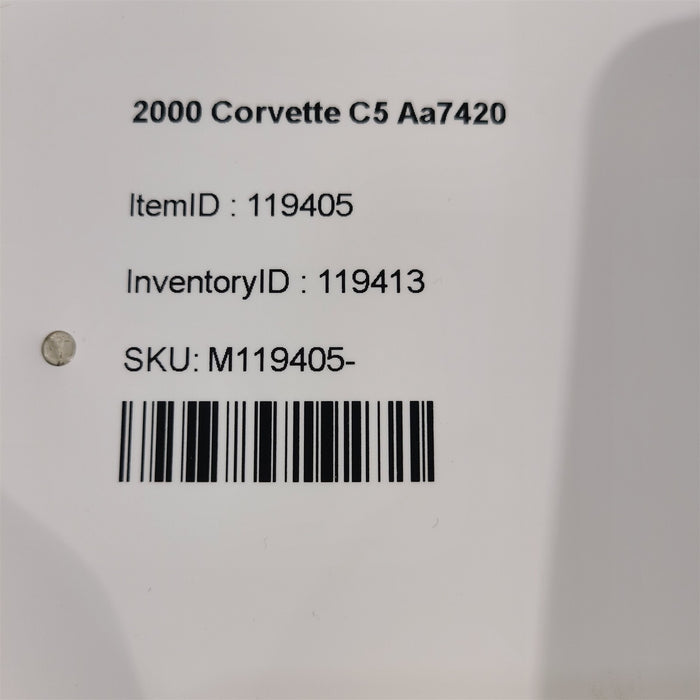 2000 Corvette C5 Aa7420
ItemID : 119405
InventoryID : 119413
SKU: M119405-